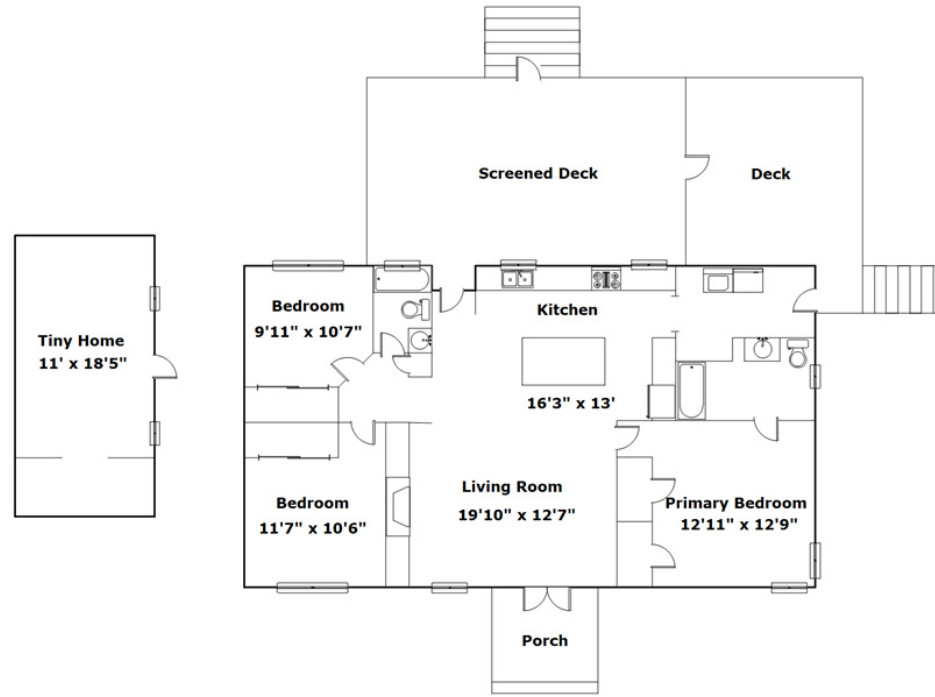 Screened Deck
Deck
Bedroom
9'11" x 10'7"
Kitchen
16'3" x 13'
Tiny Home
11' x 18'5"
Living Room
19'10" x 12'7"
Bedroom
11'7" x 10'6"
Primary Bedroom
12'11" x 12'9"
Porch